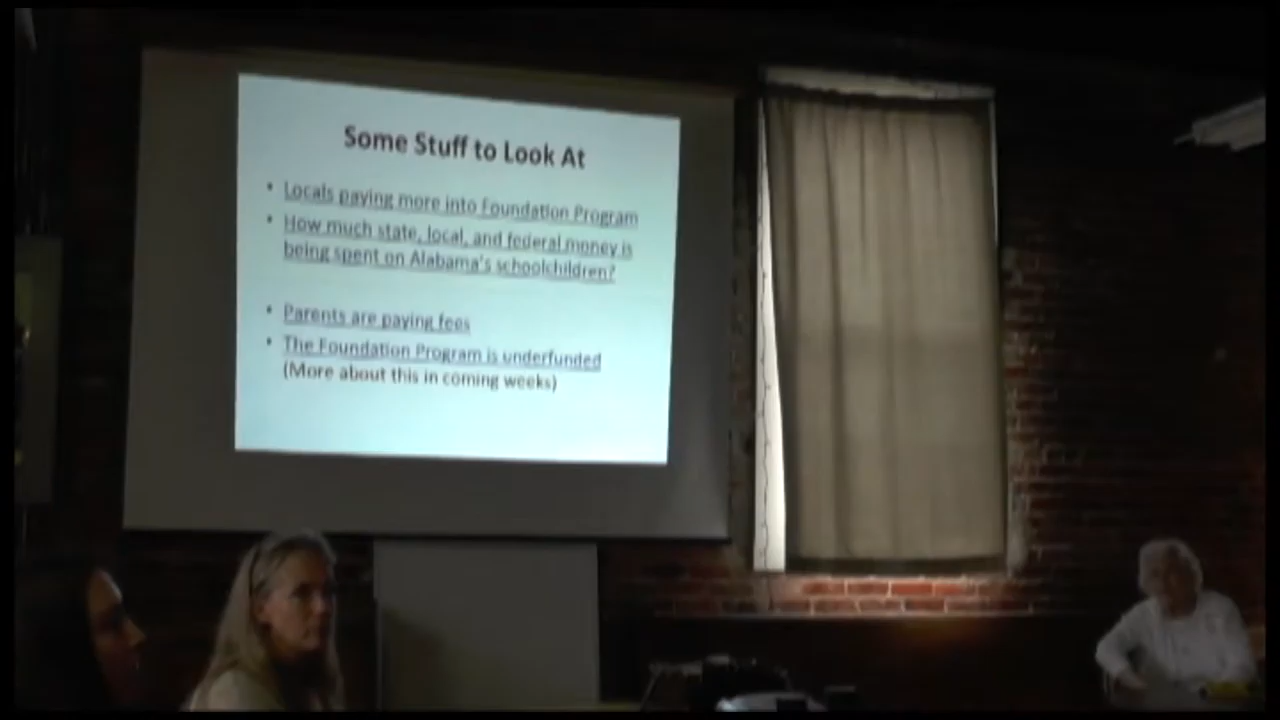 Some Stuff to Look At
• Locals paying more into Foundation Program
• How much state, local, and federal money is
being spent on Alabama's schoolchildren?
• Parents are paying fees
• The Foundation Program is underfunded
(More about this in coming weeks)